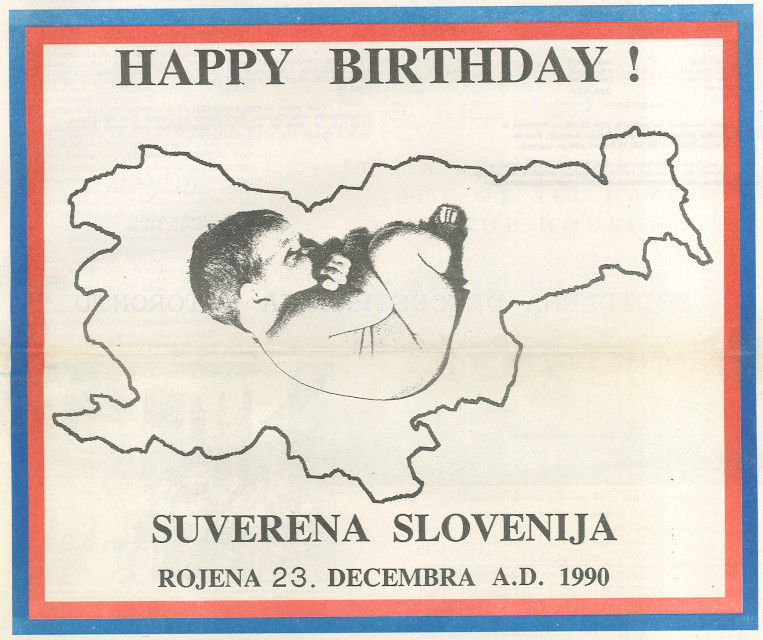 HAPPY BIRTHDAY !
SUVERENA SLOVENIJA
ROJENA 23. DECEMBRA A.D. 1990